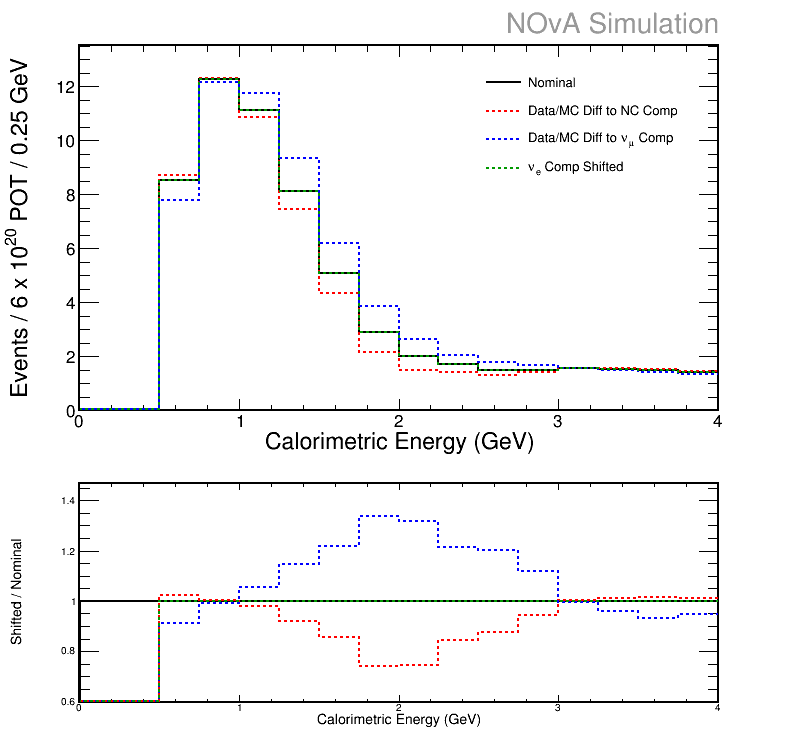 NOvA Simulation
Events / 6 x 10^20 POT / 0.25 GeV
12
10
8
6
4
2
0
Nominal
Data/MC Diff to NC Comp
Data/MC Diff to νμ Comp
νe Comp Shifted
0 1 2 3 4
Calorimetric Energy (GeV)
Shifted / Nominal
1.4
1.2
1
0.8
0.6
0 1 2 3 4
Calorimetric Energy (GeV)